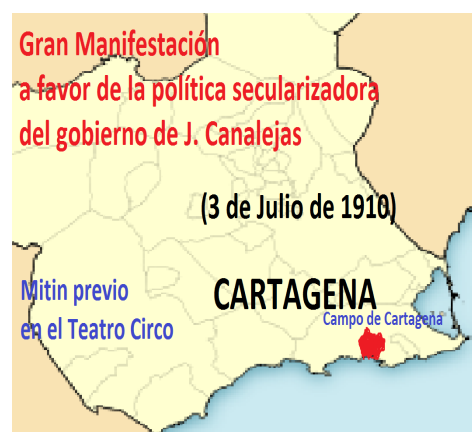 Gran Manifestación
a favor de la política secularizadora
del gobierno de J. Canalejas
(3 de Julio de 1910)
Mitin previo
en el Teatro Circo
CARTAGENA
Campo de Cartagena